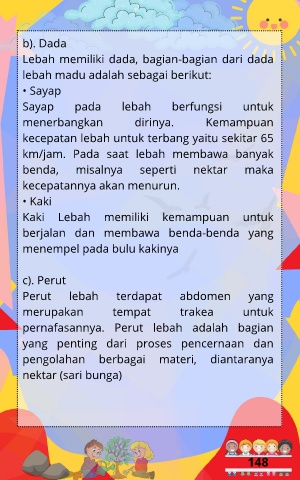 b). Dada
Lebah memiliki dada, bagian-bagian dari dada
lebah madu adalah sebagai berikut:
• Sayap
Sayap pada lebah berfungsi untuk
menerbangkan dirinya. Kemampuan
kecepatan lebah untuk terbang yaitu sekitar 65
km/jam. Pada saat lebah membawa banyak
benda, misalnya seperti nektar maka
kecepatannya akan menurun.
• Kaki
Kaki Lebah memiliki kemampuan untuk
berjalan dan membawa benda-benda yang
menempel pada bulu kakinya
c). Perut
Perut lebah terdapat abdomen yang
merupakan tempat trakea untuk
pernafasannya. Perut lebah adalah bagian
yang penting dari proses pencernaan dan
pengolahan berbagai materi, diantaranya
nektar (sari bunga)
148